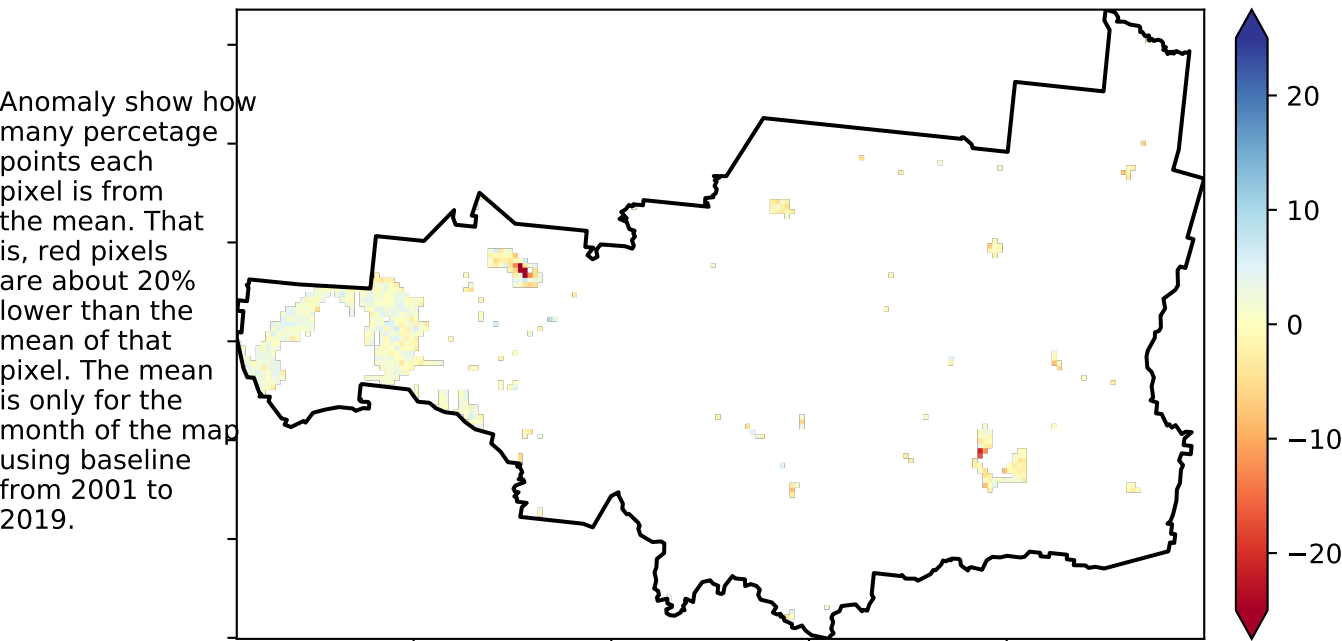 Anomaly show how
many percetage
points each
pixel is from
the mean. That
is, red pixels
are about 20%
lower than the
mean of that
pixel. The mean
is only for the
month of the map
using baseline
from 2001 to
2019.
20
10
0
−10
−20